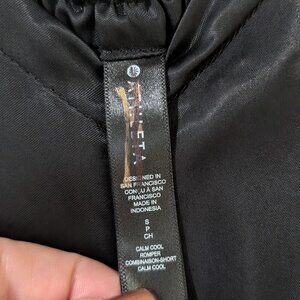 ATHLETA
DESIGNED IN
SAN FRANCISCO
CONÇU À SAN
FRANCISCO
MADE IN
INDONESIA
S
P
CH
CALM COOL
ROMPER
COMBINAISON-SHORT
CALM COOL